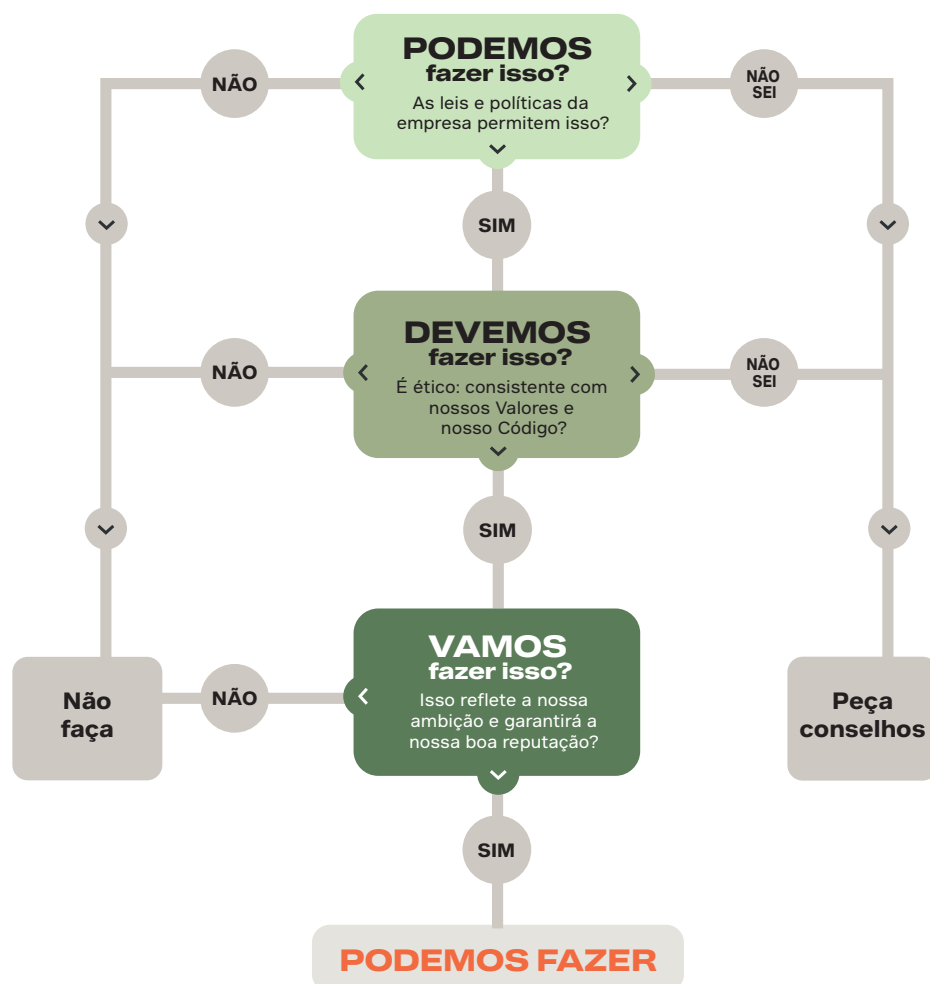 PODEMOS
fazer isso?
As leis e políticas da
empresa permitem isso?
NÃO
NÃO
SEI
SIM
DEVEMOS
fazer isso?
É ético: consistente com
nossos Valores e
nosso Código?
NÃO
NÃO
SEI
SIM
VAMOS
fazer isso?
Isso reflete a nossa
ambição e garantirá a
nossa boa reputação?
NÃO
Não
faça
Peça
conselhos
SIM
PODEMOS FAZER